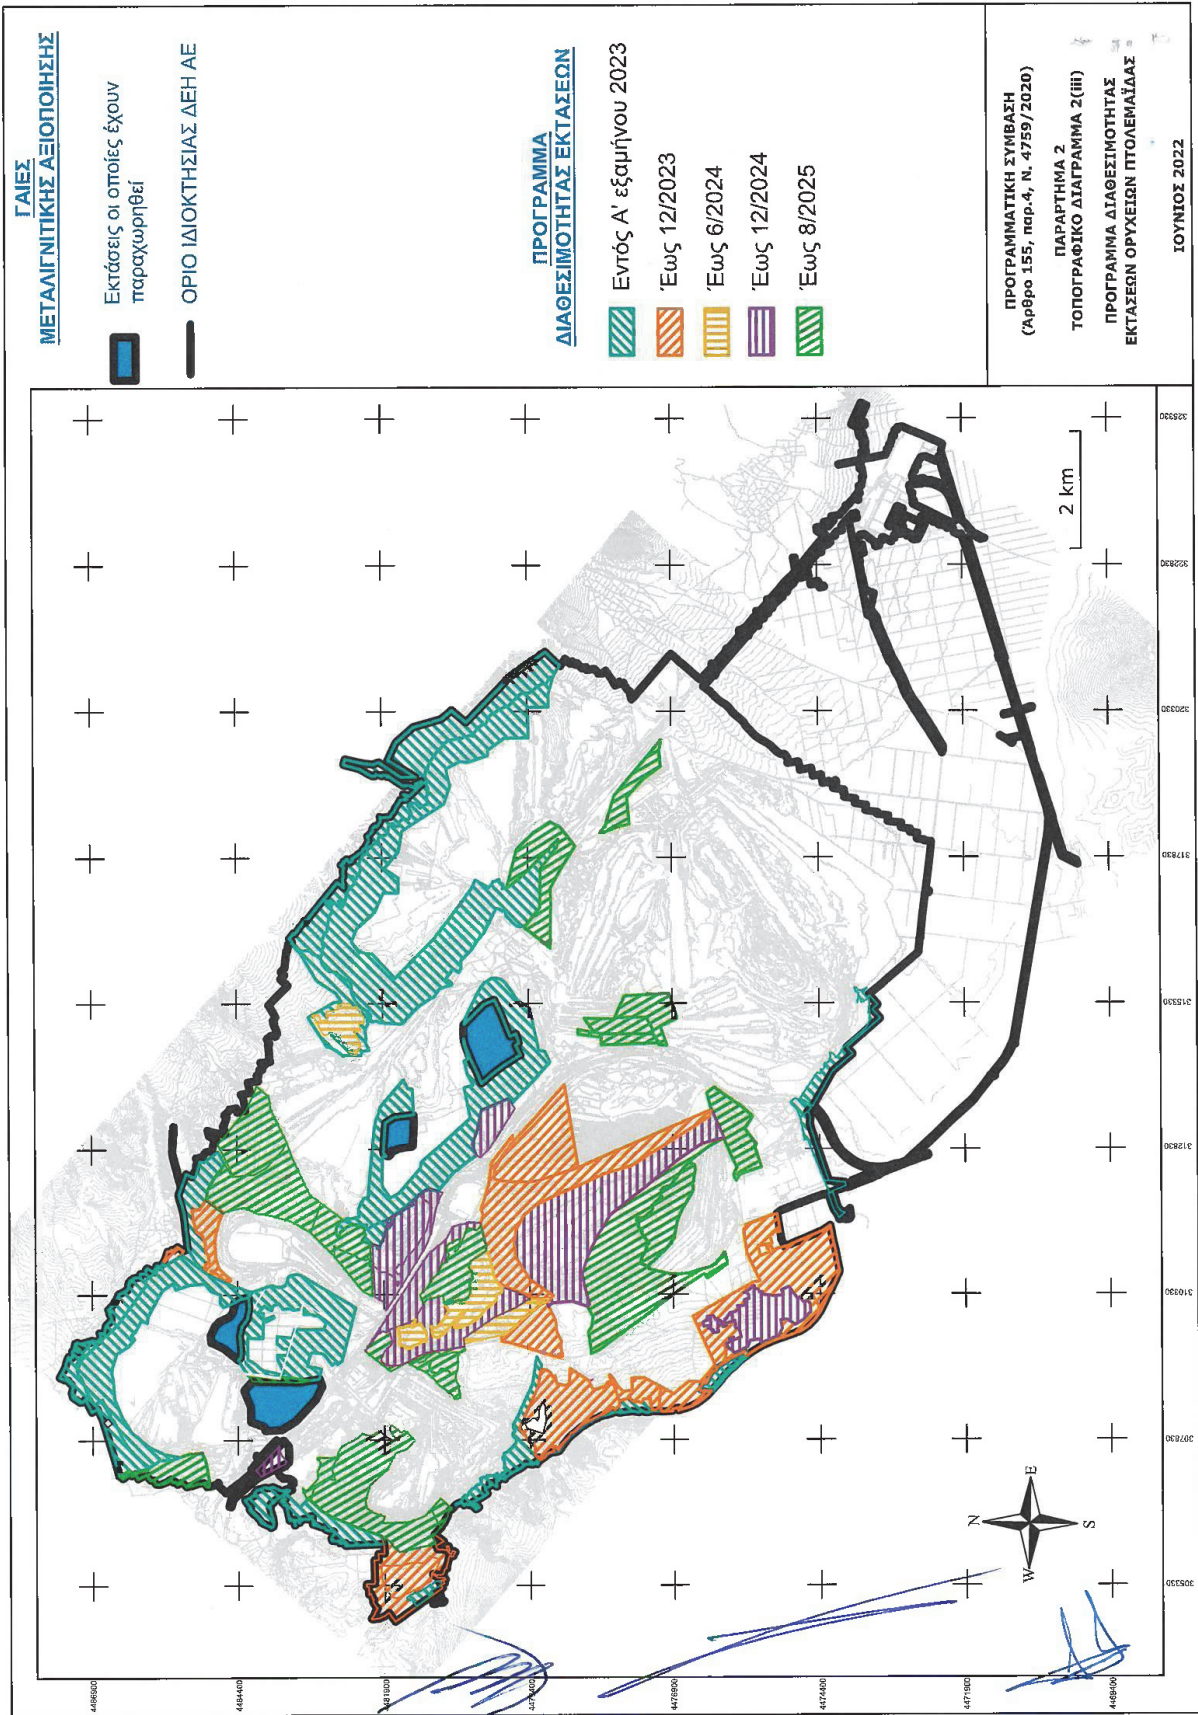 ΓΑΙΕΣ
ΜΕΤΑΛΙΓΝΙΤΙΚΗΣ ΑΞΙΟΠΟΙΗΣΗΣ
Εκτάσεις οι οποίες έχουν
παραχωρηθεί
ΟΡΙΟ ΙΔΙΟΚΤΗΣΙΑΣ ΔΕΗ ΑΕ
ΠΡΟΓΡΑΜΜΑ
ΔΙΑΘΕΣΙΜΟΤΗΤΑΣ ΕΚΤΑΣΕΩΝ
Εντός Α' εξαμήνου 2023
Έως 12/2023
Έως 6/2024
Έως 12/2024
Έως 8/2025
ΠΡΟΓΡΑΜΜΑΤΙΚΗ ΣΥΜΒΑΣΗ
(Άρθρο 155, παρ.4, Ν. 4759/2020)
ΠΑΡΑΡΤΗΜΑ 2
ΤΟΠΟΓΡΑΦΙΚΟ ΔΙΑΓΡΑΜΜΑ 2(iii)
ΠΡΟΓΡΑΜΜΑ ΔΙΑΘΕΣΙΜΟΤΗΤΑΣ
ΕΚΤΑΣΕΩΝ ΟΡΥΧΕΙΩΝ ΠΤΟΛΕΜΑΪΔΑΣ
ΙΟΥΝΙΟΣ 2022
2 km
N
W
E
S
4486900
4484400
4481900
4479400
4476900
4474400
4471900
4469400
305330
307830
310330
312830
315330
317830
320330
322830
325330